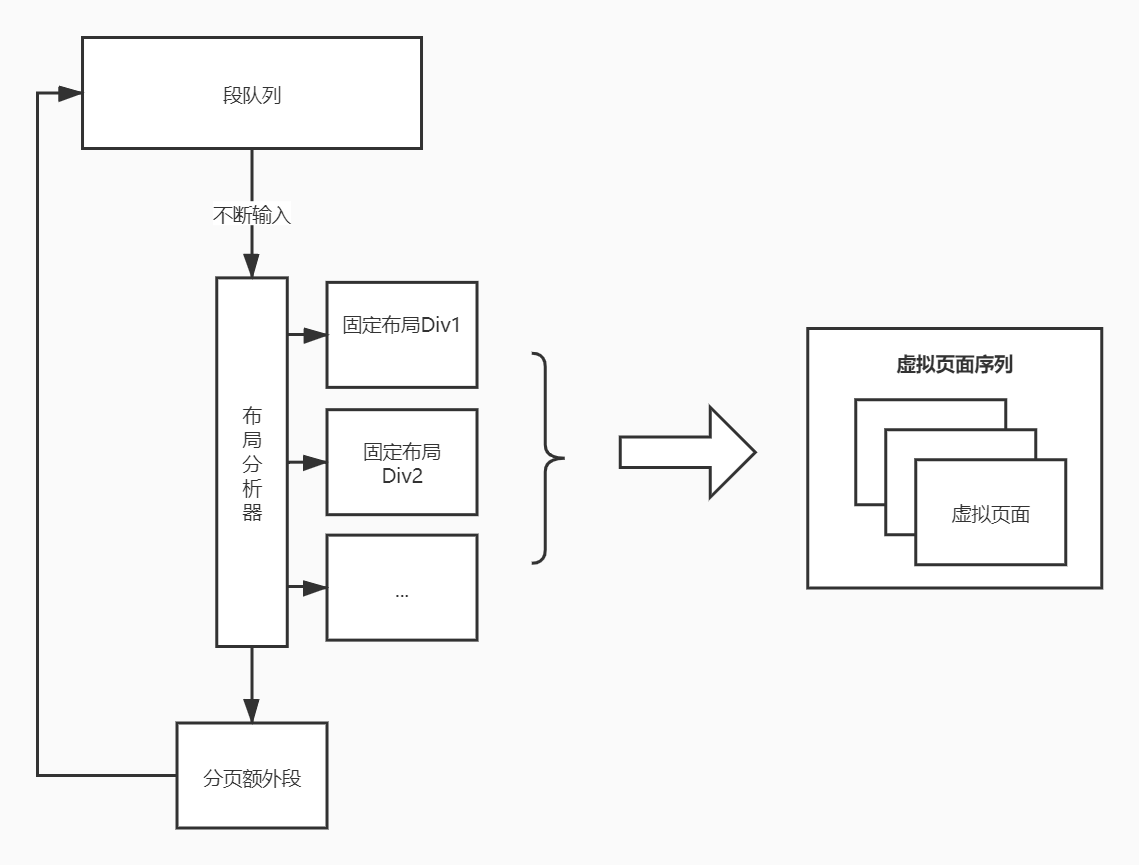 段队列
不断输入
布
局
分
析
器
固定布局Div1
固定布局
Div2
...
分页额外段
虚拟页面序列
虚拟页面